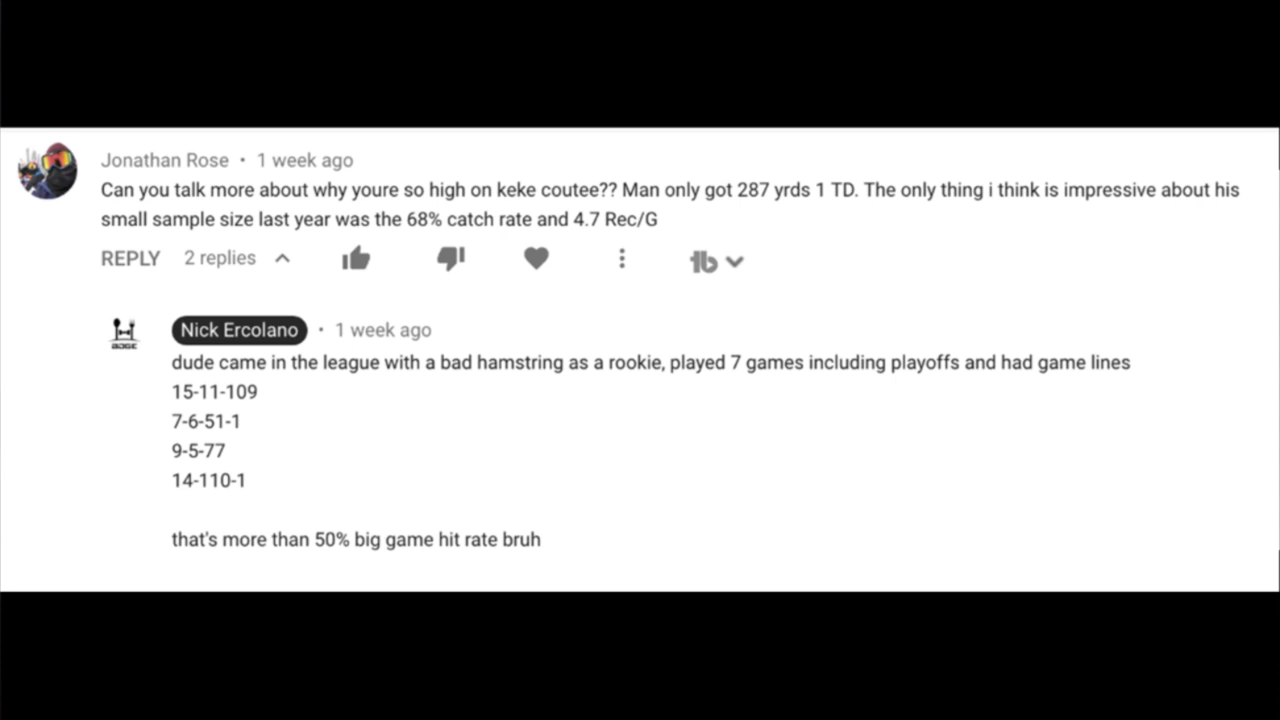 Jonathan Rose • 1 week ago
Can you talk more about why youre so high on keke coutee?? Man only got 287 yrds 1 TD. The only thing i think is impressive about his
small sample size last year was the 68% catch rate and 4.7 Rec/G
REPLY 2 replies
tb
Nick Ercolano • 1 week ago
dude came in the league with a bad hamstring as a rookie, played 7 games including playoffs and had game lines
15-11-109
7-6-51-1
9-5-77
14-110-1
that's more than 50% big game hit rate bruh